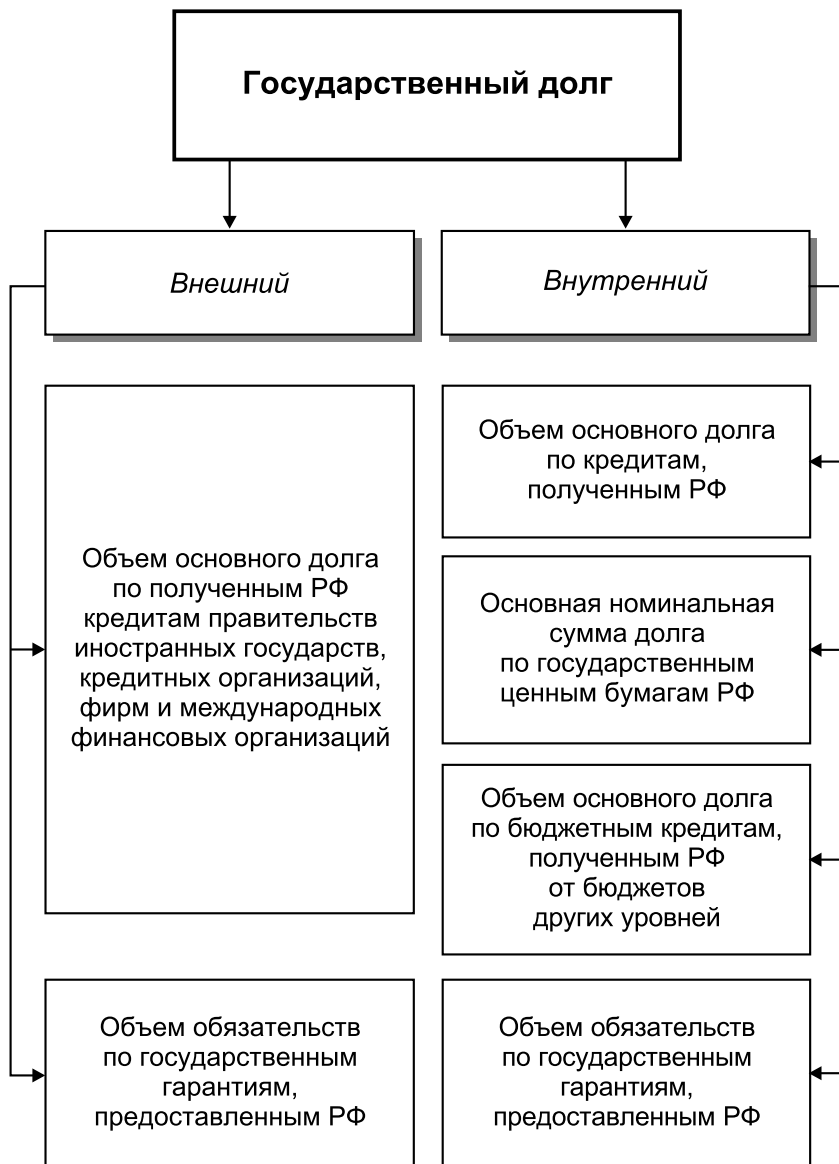 Государственный долг
Внешний
Внутренний
Объем основного долга
по полученным РФ
кредитам правительств
иностранных государств,
кредитных организаций,
фирм и международных
финансовых организаций
Объем обязательств
по государственным
гарантиям,
предоставленным РФ
Объем основного долга
по кредитам,
полученным РФ
Основная номинальная
сумма долга
по государственным
ценным бумагам РФ
Объем основного долга
по бюджетным кредитам,
полученным РФ
от бюджетов
других уровней
Объем обязательств
по государственным
гарантиям,
предоставленным РФ